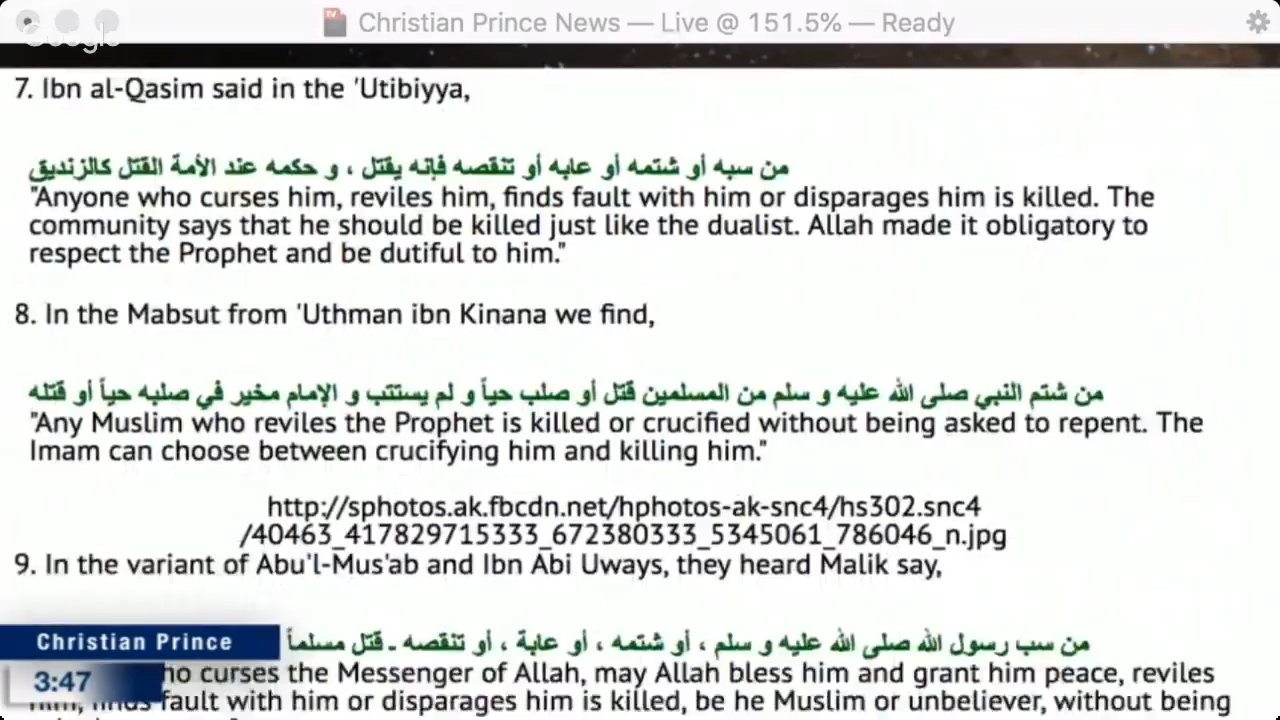 Christian Prince News — Live @ 151.5% — Ready
Google
7. Ibn al-Qasim said in the 'Utibiyya,
من سبه أو شتمه أو عابه أو تنقصه فإنه يقتل ، و حكمه عند الأمة القتل كالزنديق
"Anyone who curses him, reviles him, finds fault with him or disparages him is killed. The
community says that he should be killed just like the dualist. Allah made it obligatory to
respect the Prophet and be dutiful to him."
8. In the Mabsut from 'Uthman ibn Kinana we find,
من شتم النبي صلى الله عليه و سلم من المسلمين قتل أو صلب حياً و لم يستتب و الإمام مخير في صلبه حياً أو قتله
"Any Muslim who reviles the Prophet is killed or crucified without being asked to repent. The
Imam can choose between crucifying him and killing him."
http://sphotos.ak.fbcdn.net/hphotos-ak-snc4/hs302.snc4
/40463_417829715333_672380333_5345061_786046_n.jpg
9. In the variant of Abu'l-Mus'ab and Ibn Abi Uways, they heard Malik say,
من سب رسول الله صلى الله عليه و سلم ، أو شتمه ، أو عابة ، أو تنقصه ـ قتل مسلماً
Christian Prince
who curses the Messenger of Allah, may Allah bless him and grant him peace, reviles
3:47
him, finds fault with him or disparages him is killed, be he Muslim or unbeliever, without being